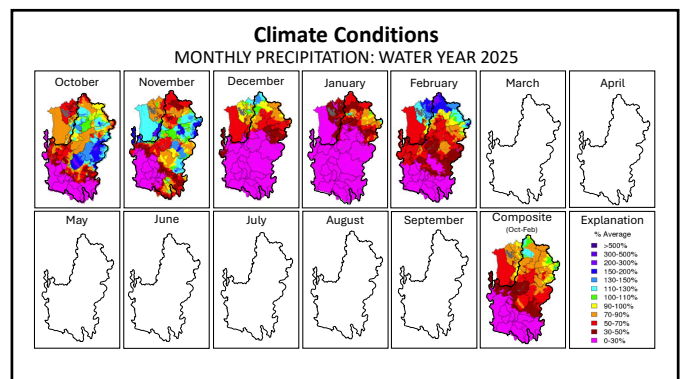 Climate Conditions
MONTHLY PRECIPITATION: WATER YEAR 2025
October
November
December
January
February
March
April
May
June
July
August
September
Composite
(Oct-Feb)
Explanation
% Average
>500%
300-500%
200-300%
150-200%
130-150%
110-130%
100-110%
90-100%
70-90%
50-70%
30-50%
0-30%